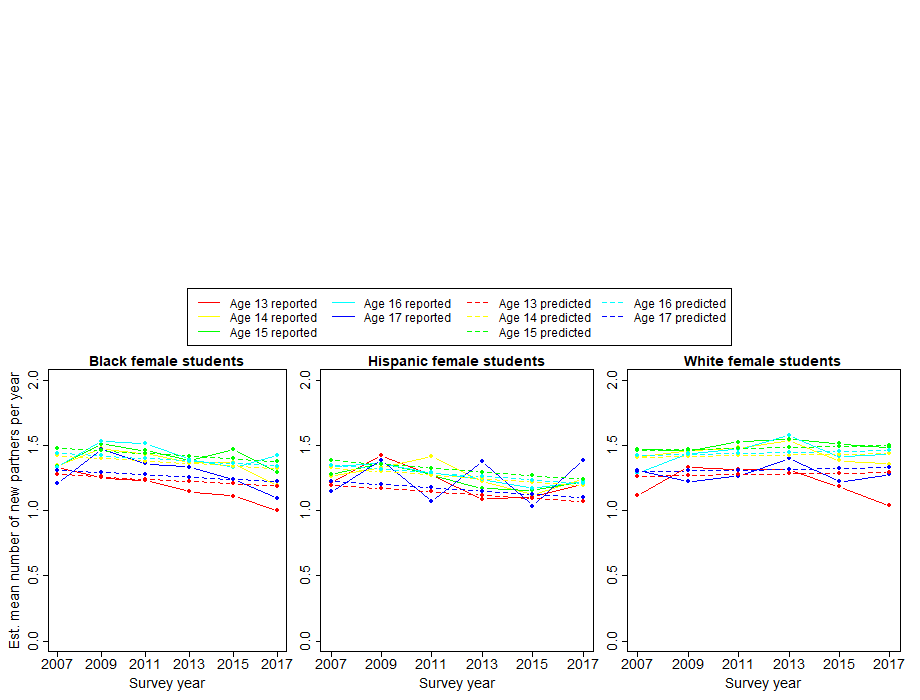 Age 13 reported Age 16 reported Age 13 predicted Age 16 predicted
Age 14 reported Age 17 reported Age 14 predicted Age 17 predicted
Age 15 reported Age 15 predicted
Black female students Hispanic female students White female students
Est. mean number of new partners per year
2.0 2.0 2.0
1.5 1.5 1.5
1.0 1.0 1.0
0.5 0.5 0.5
0.0 0.0 0.0
2007 2009 2011 2013 2015 2017 2007 2009 2011 2013 2015 2017 2007 2009 2011 2013 2015 2017
Survey year Survey year Survey year